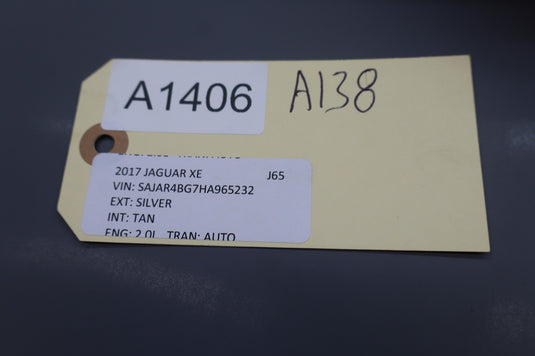 A1406
A138
2017 JAGUAR XE J65
VIN: SAJAR4BG7HA965232
EXT: SILVER
INT: TAN
ENG: 2.0L TRAN: AUTO